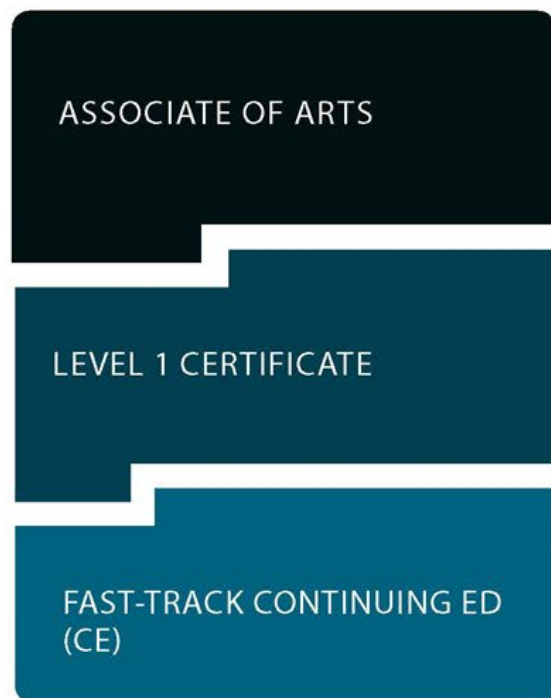 ASSOCIATE OF ARTS
LEVEL 1 CERTIFICATE
FAST-TRACK CONTINUING ED
(CE)